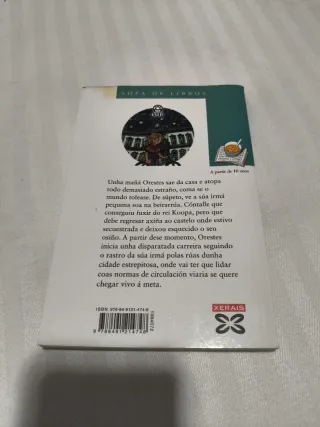 SOPA DE LIBROS
A partir de 10 anos
Unha mañá Orestes sae da casa e atopa
todo demasiado estraño, coma se o
mundo rolease. De súpeto, ve a súa irmá
pequena soa na beirarrúa. Cóntalle que
conseguiu fuxir do rei Koopa, pero que
debe regresar axiña ao castelo onde estivo
secuestrada e deixou esquecido o seu
osiño. A partir dese momento, Orestes
inicia unha disparatada carreira seguindo
o rastro da súa irmá polas rúas dunha
cidade estrepitosa, onde vai ter que lidar
coas normas de circulación viaria se quere
chegar vivo á meta.
XERAIS